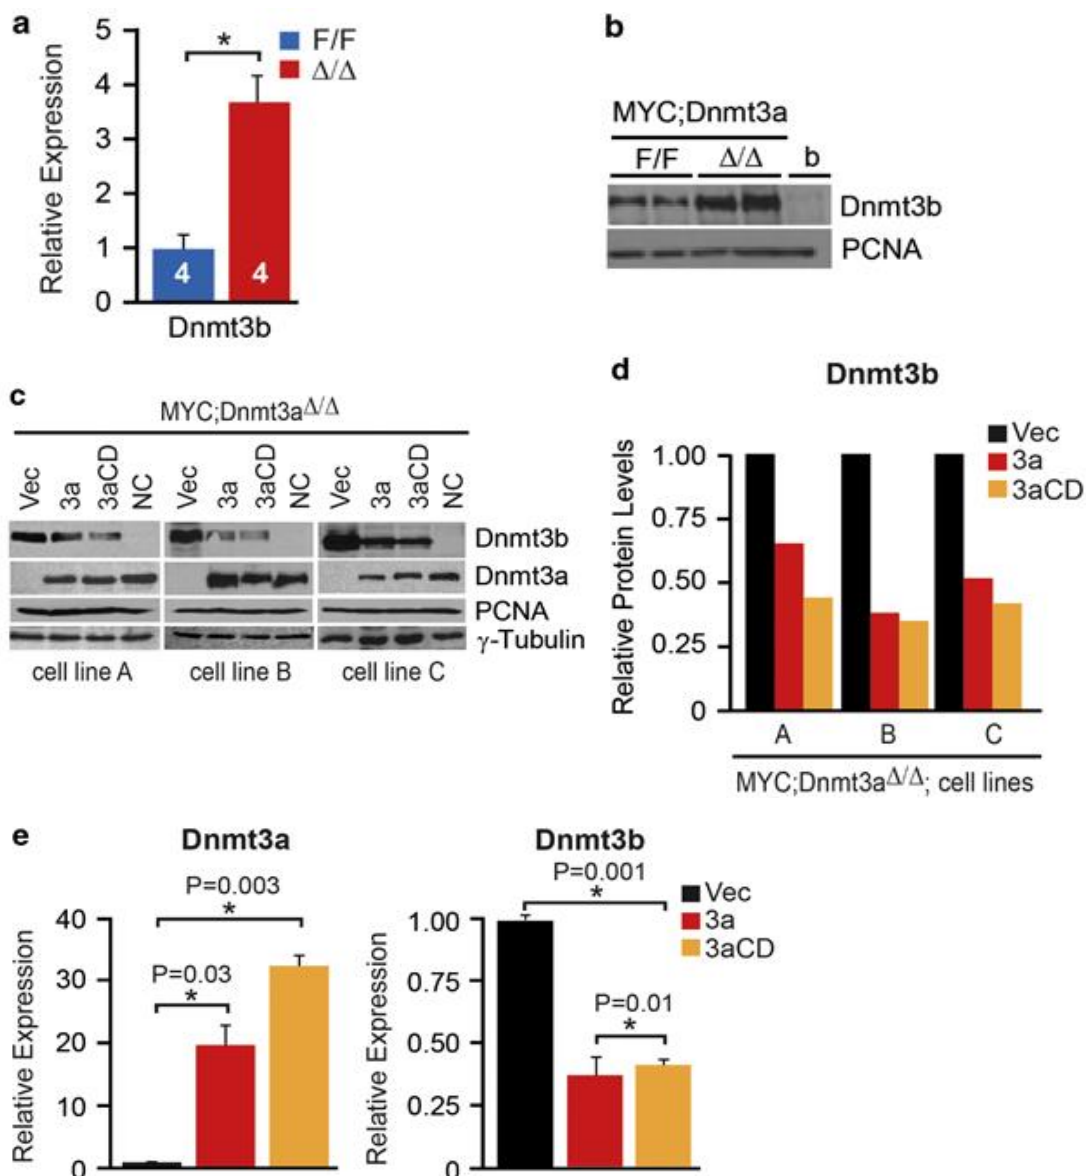 a
5
4
3
2
1
0
Relative Expression
*
F/F
Δ/Δ
4
4
Dnmt3b
b
MYC;Dnmt3a
F/F Δ/Δ b
Dnmt3b
PCNA
c
MYC;Dnmt3aΔ/Δ
Vec 3a 3aCD NC Vec 3a 3aCD NC Vec 3a 3aCD NC
Dnmt3b
Dnmt3a
PCNA
γ-Tubulin
cell line A cell line B cell line C
d
Dnmt3b
Vec
3a
3aCD
1.00
0.75
0.50
0.25
0
Relative Protein Levels
A B C
MYC;Dnmt3aΔ/Δ; cell lines
e
Dnmt3a
P=0.003
*
P=0.03
*
40
30
20
10
0
Relative Expression
Dnmt3b
P=0.001
*
P=0.01
*
Vec
3a
3aCD
1.00
0.75
0.50
0.25
0
Relative Expression